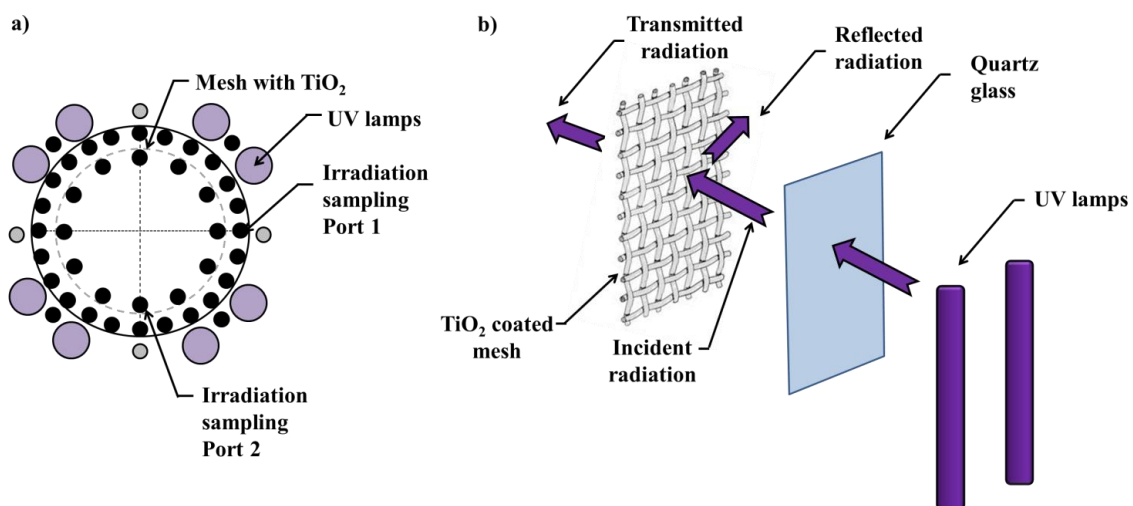 a)
Mesh with TiO2
UV lamps
Irradiation
sampling
Port 1
Irradiation
sampling
Port 2
b)
Transmitted
radiation
Reflected
radiation
Quartz
glass
UV lamps
TiO2 coated
mesh
Incident
radiation